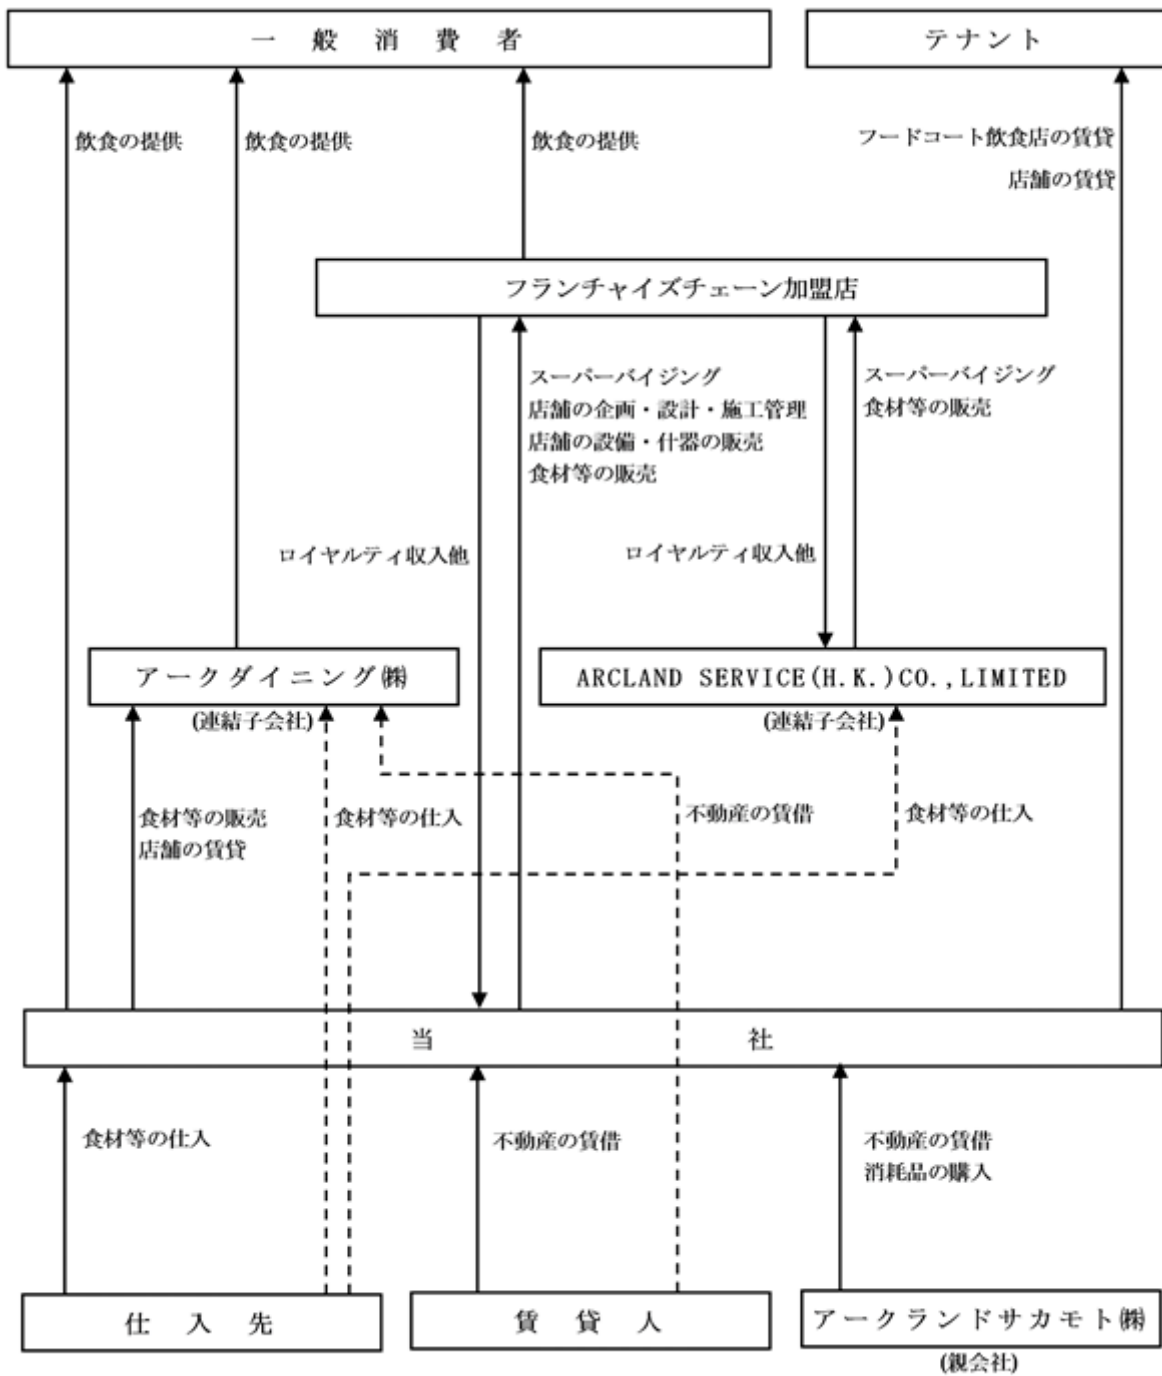 一般消費者
テナント
飲食の提供
飲食の提供
飲食の提供
フードコート飲食店の賃貸
店舗の賃貸
フランチャイズチェーン加盟店
スーパーバイジング
店舗の企画・設計・施工管理
店舗の設備・什器の販売
食材等の販売
スーパーバイジング
食材等の販売
ロイヤルティ収入他
ロイヤルティ収入他
アークダイニング㈱
(連結子会社)
ARCLAND SERVICE(H.K.)CO.,LIMITED
(連結子会社)
食材等の販売
店舗の賃貸
食材等の仕入
不動産の賃借
食材等の仕入
当社
食材等の仕入
不動産の賃借
不動産の賃借
消耗品の購入
仕入先
賃貸人
アークランドサカモト㈱
(親会社)